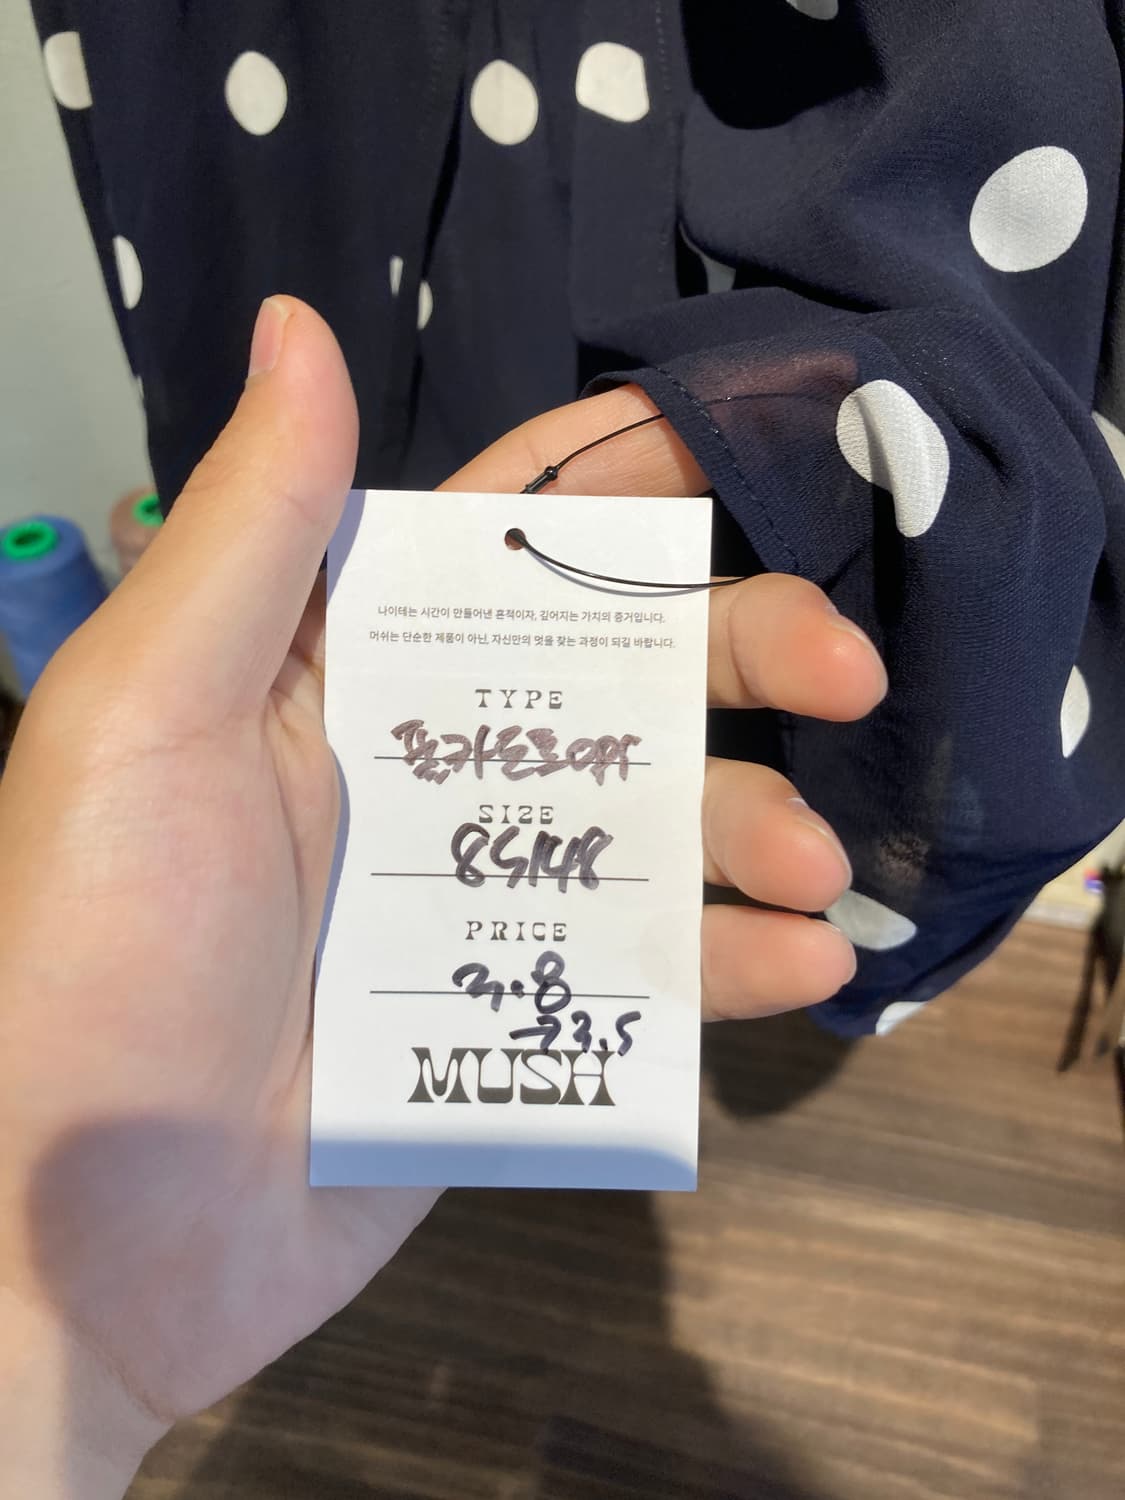 나이테는 시간이 만들어낸 흔적이자, 깊어지는 가치의 증거입니다.
머쉬는 단순한 제품이 아닌, 자신만의 멋을 찾는 과정이 되길 바랍니다.
TYPE
폴카도트OPS
SIZE
SIZE
PRICE
3.8
→3.5
MUSH